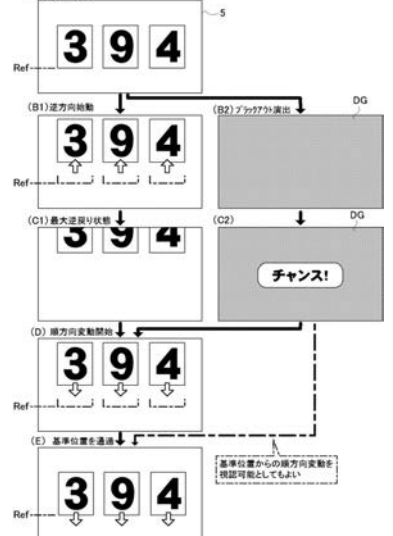 5
3 9 4
Ref
(B1)逆方向始動
(B2)ブラックアウト演出
DG
3 9 4
Ref
(C1)最大逆戻り状態
(C2)
DG
3 9 4
チャンス!
(D) 順方向変動開始
3 9 4
Ref
(E) 基準位置を通過
基準位置からの順方向変動を
視認可能としてもよい
3 9 4
Ref